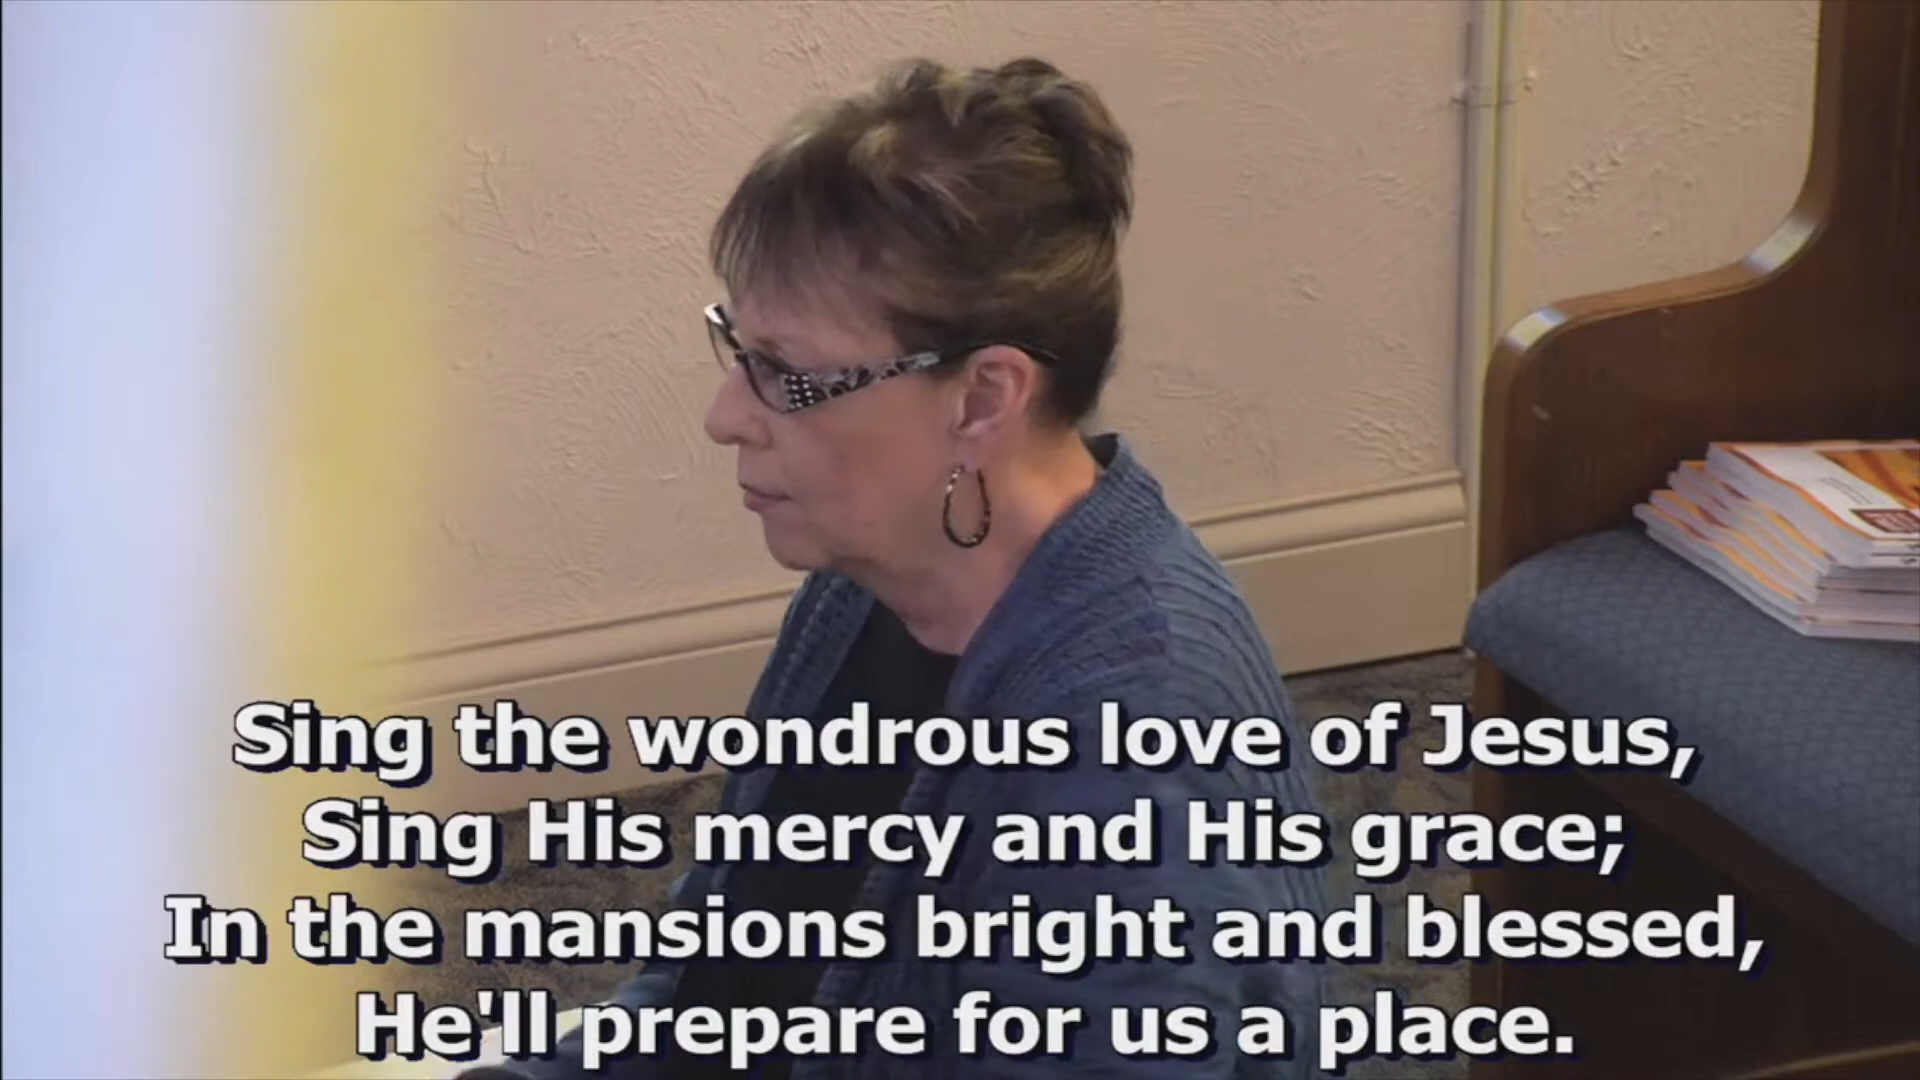 Sing the wondrous love of Jesus,
Sing His mercy and His grace;
In the mansions bright and blessed,
He'll prepare for us a place.